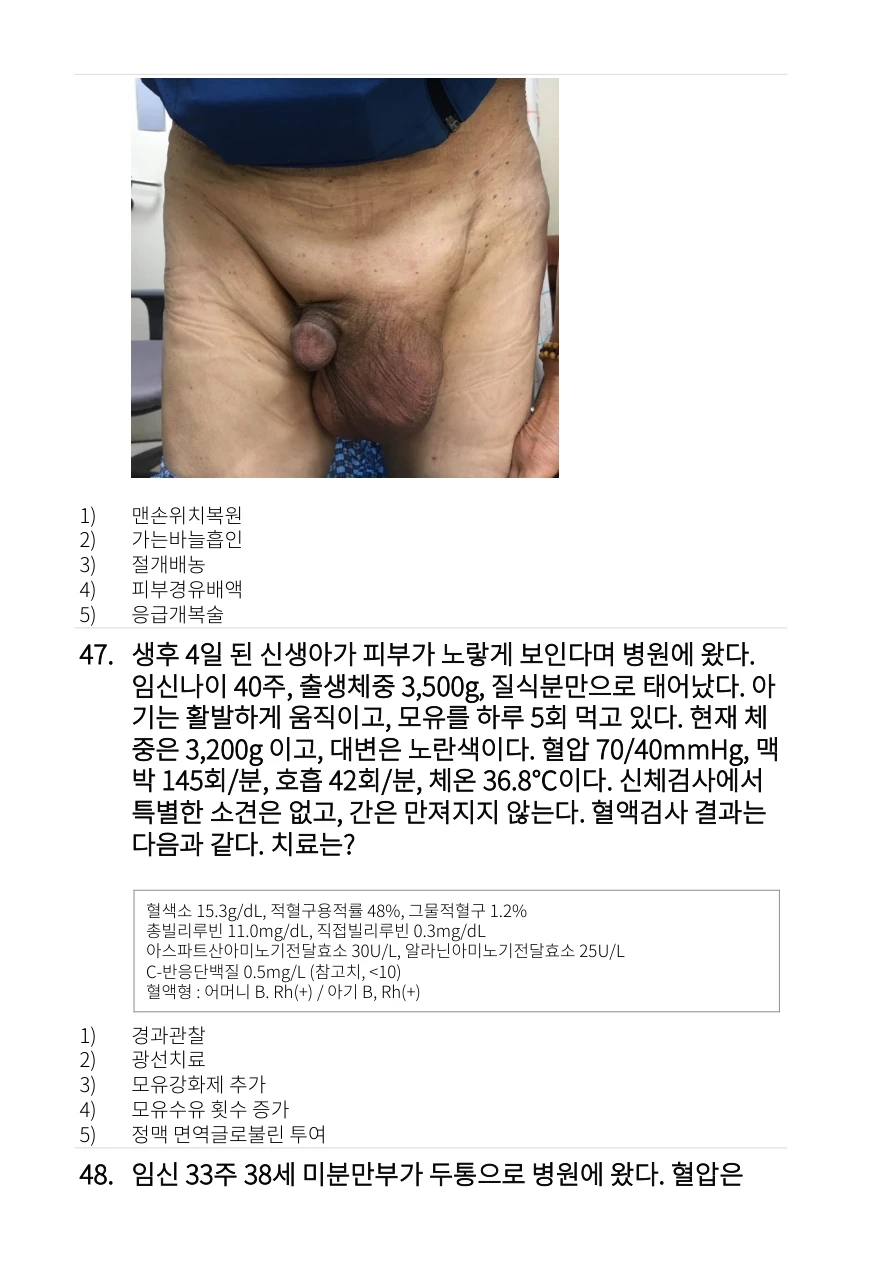 1) 맨손위치복원
2) 가는바늘흡인
3) 절개배농
4) 피부경유배액
5) 응급개복술
47. 생후 4일 된 신생아가 피부가 노랗게 보인다며 병원에 왔다.
임신나이 40주, 출생체중 3,500g, 질식분만으로 태어났다. 아
기는 활발하게 움직이고, 모유를 하루 5회 먹고 있다. 현재 체
중은 3,200g 이고, 대변은 노란색이다. 혈압 70/40mmHg, 맥
박 145회/분, 호흡 42회/분, 체온 36.8℃이다. 신체검사에서
특별한 소견은 없고, 간은 만져지지 않는다. 혈액검사 결과는
다음과 같다. 치료는?
혈색소 15.3g/dL, 적혈구용적률 48%, 그물적혈구 1.2%
총빌리루빈 11.0mg/dL, 직접빌리루빈 0.3mg/dL
아스파트산아미노기전달효소 30U/L, 알라닌아미노기전달효소 25U/L
C-반응단백질 0.5mg/L (참고치, <10)
혈액형 : 어머니 B. Rh(+) / 아기 B, Rh(+)
1) 경과관찰
2) 광선치료
3) 모유강화제 추가
4) 모유수유 횟수 증가
5) 정맥 면역글로불린 투여
48. 임신 33주 38세 미분만부가 두통으로 병원에 왔다. 혈압은